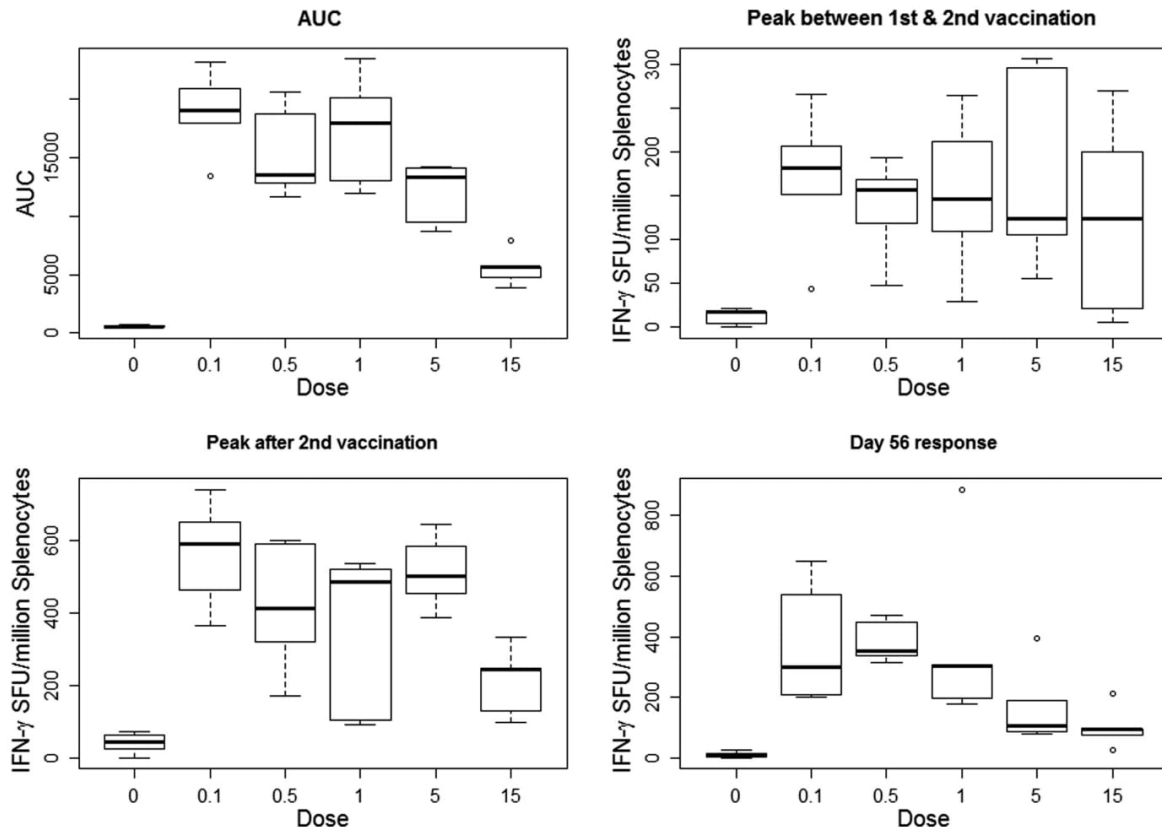 AUC
AUC
15000
5000
0
0 0.1 0.5 1 5 15
Dose
Peak between 1st & 2nd vaccination
IFN-γ SFU/million Splenocytes
300
200
100
50
0
0 0.1 0.5 1 5 15
Dose
Peak after 2nd vaccination
IFN-γ SFU/million Splenocytes
600
400
200
0
0 0.1 0.5 1 5 15
Dose
Day 56 response
IFN-γ SFU/million Splenocytes
800
600
400
200
0
0 0.1 0.5 1 5 15
Dose